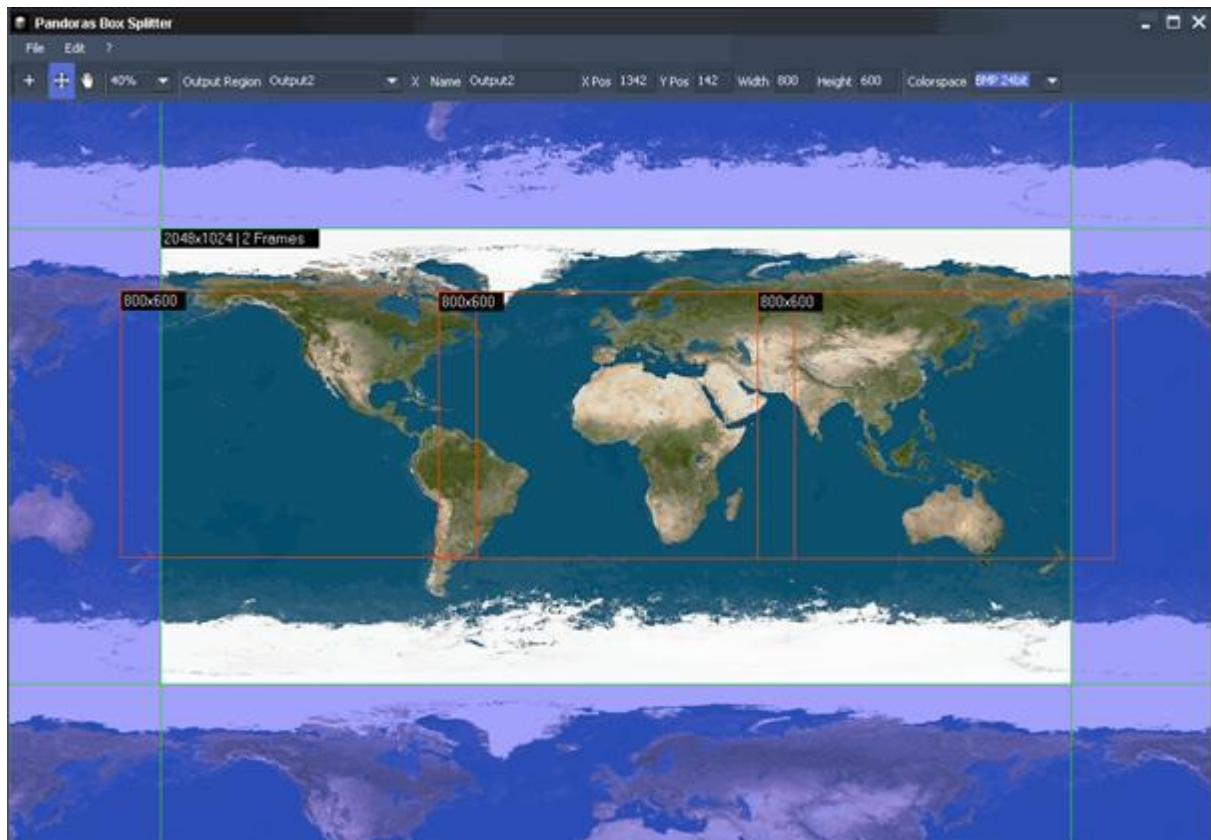 Pandoras Box Splitter
File Edit ?
40% Output Region Output2 X Name Output2 X Pos 1342 Y Pos 142 Width 800 Height 600 Colorspace BMP 24bit
2048x1024 | 2 Frames
800x600 800x600 800x600